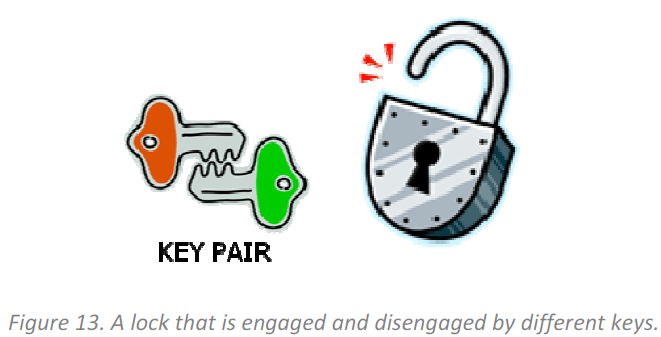 KEY PAIR
Figure 13. A lock that is engaged and disengaged by different keys.